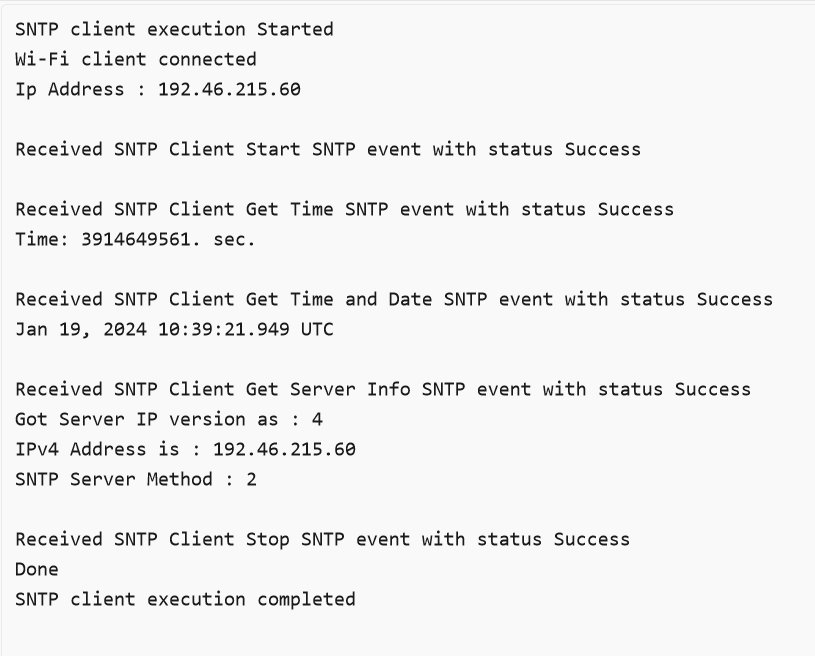 SNTP client execution Started
Wi-Fi client connected
Ip Address : 192.46.215.60
Received SNTP Client Start SNTP event with status Success
Received SNTP Client Get Time SNTP event with status Success
Time: 3914649561. sec.
Received SNTP Client Get Time and Date SNTP event with status Success
Jan 19, 2024 10:39:21.949 UTC
Received SNTP Client Get Server Info SNTP event with status Success
Got Server IP version as : 4
IPv4 Address is : 192.46.215.60
SNTP Server Method : 2
Received SNTP Client Stop SNTP event with status Success
Done
SNTP client execution completed